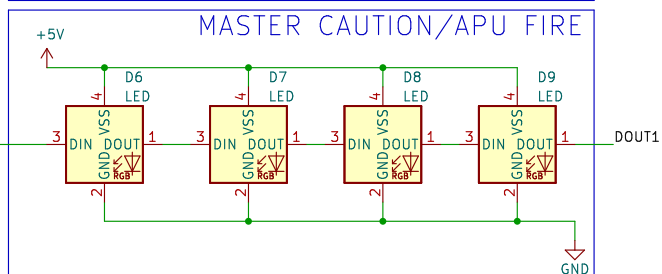 MASTER CAUTION/APU FIRE
+5V
D6 D7 D8 D9
LED LED LED LED
4 4 4 4
VSS VSS VSS VSS
3 DIN DOUT 1 3 DIN DOUT 1 3 DIN DOUT 1 3 DIN DOUT 1 DOUT1
GND GND GND GND
RGB RGB RGB RGB
2 2 2 2
GND